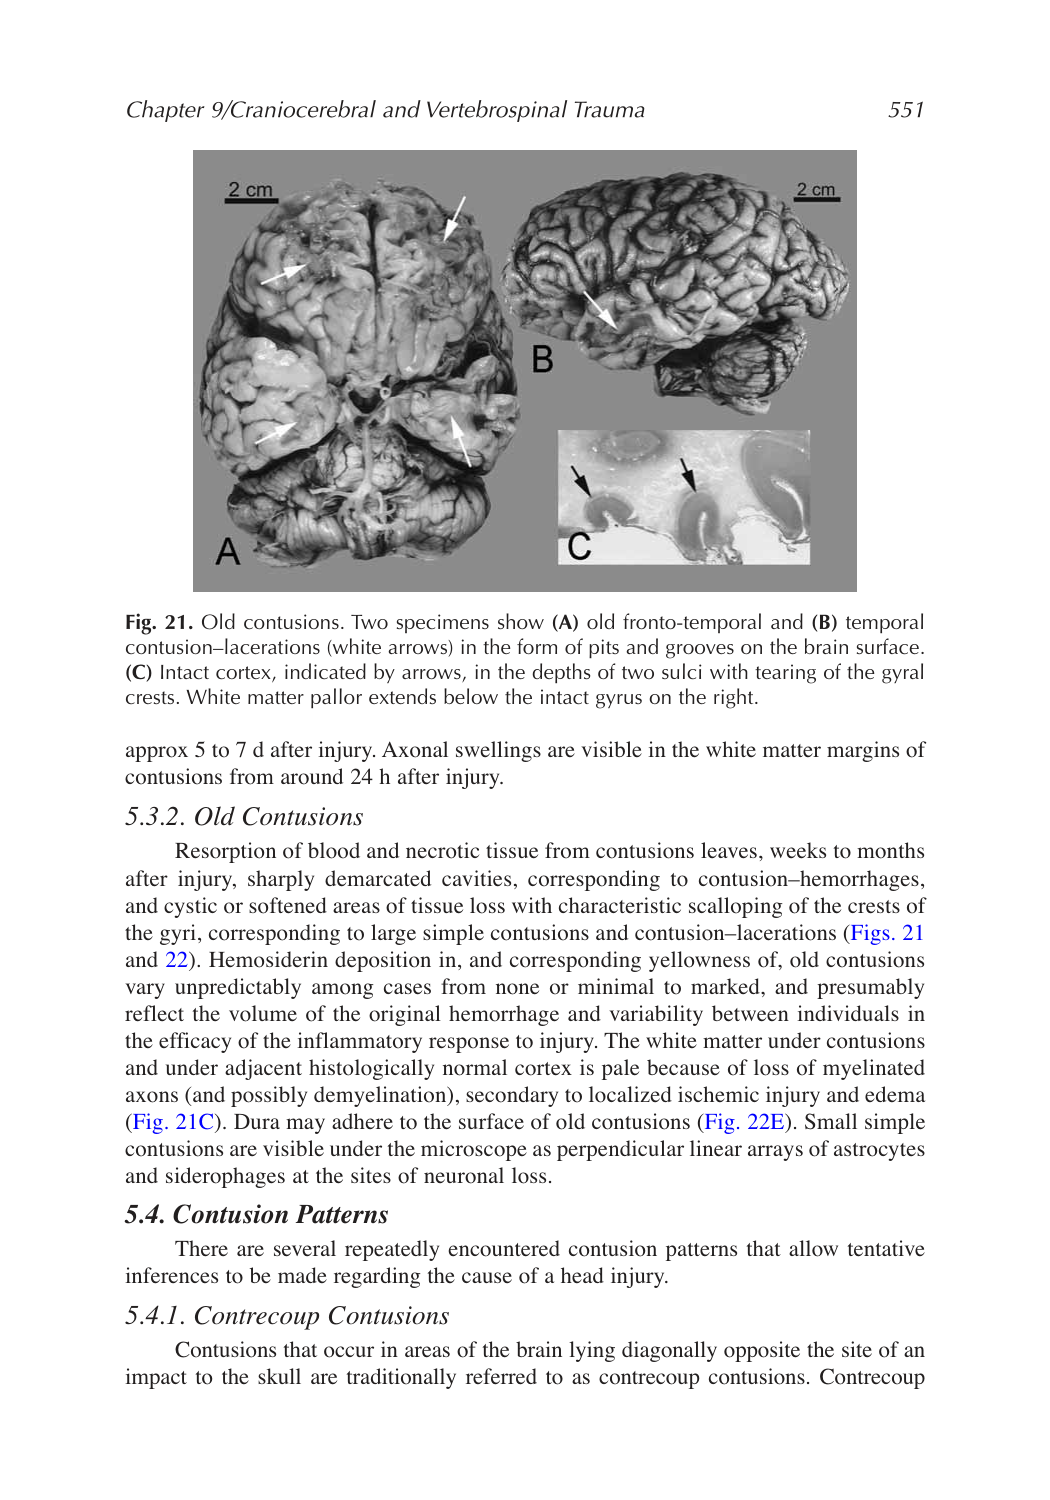 Chapter 9/Craniocerebral and Vertebrospinal Trauma 551
2 cm
2 cm
B
A
C
Fig. 21. Old contusions. Two specimens show (A) old fronto-temporal and (B) temporal
contusion–lacerations (white arrows) in the form of pits and grooves on the brain surface.
(C) Intact cortex, indicated by arrows, in the depths of two sulci with tearing of the gyral
crests. White matter pallor extends below the intact gyrus on the right.
approx 5 to 7 d after injury. Axonal swellings are visible in the white matter margins of
contusions from around 24 h after injury.
5.3.2. Old Contusions
Resorption of blood and necrotic tissue from contusions leaves, weeks to months
after injury, sharply demarcated cavities, corresponding to contusion–hemorrhages,
and cystic or softened areas of tissue loss with characteristic scalloping of the crests of
the gyri, corresponding to large simple contusions and contusion–lacerations (Figs. 21
and 22). Hemosiderin deposition in, and corresponding yellowness of, old contusions
vary unpredictably among cases from none or minimal to marked, and presumably
reflect the volume of the original hemorrhage and variability between individuals in
the efficacy of the inflammatory response to injury. The white matter under contusions
and under adjacent histologically normal cortex is pale because of loss of myelinated
axons (and possibly demyelination), secondary to localized ischemic injury and edema
(Fig. 21C). Dura may adhere to the surface of old contusions (Fig. 22E). Small simple
contusions are visible under the microscope as perpendicular linear arrays of astrocytes
and siderophages at the sites of neuronal loss.
5.4. Contusion Patterns
There are several repeatedly encountered contusion patterns that allow tentative
inferences to be made regarding the cause of a head injury.
5.4.1. Contrecoup Contusions
Contusions that occur in areas of the brain lying diagonally opposite the site of an
impact to the skull are traditionally referred to as contrecoup contusions. Contrecoup